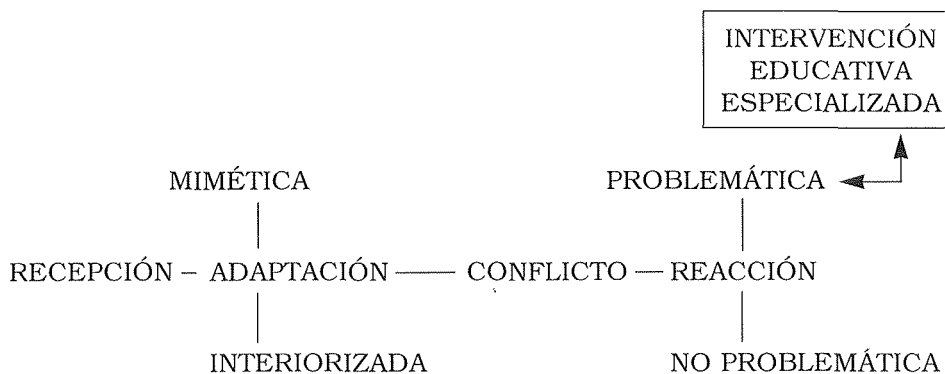 INTERVENCIÓN
EDUCATIVA
ESPECIALIZADA
MIMÉTICA
PROBLEMÁTICA
RECEPCIÓN – ADAPTACIÓN — CONFLICTO — REACCIÓN
INTERIORIZADA
NO PROBLEMÁTICA